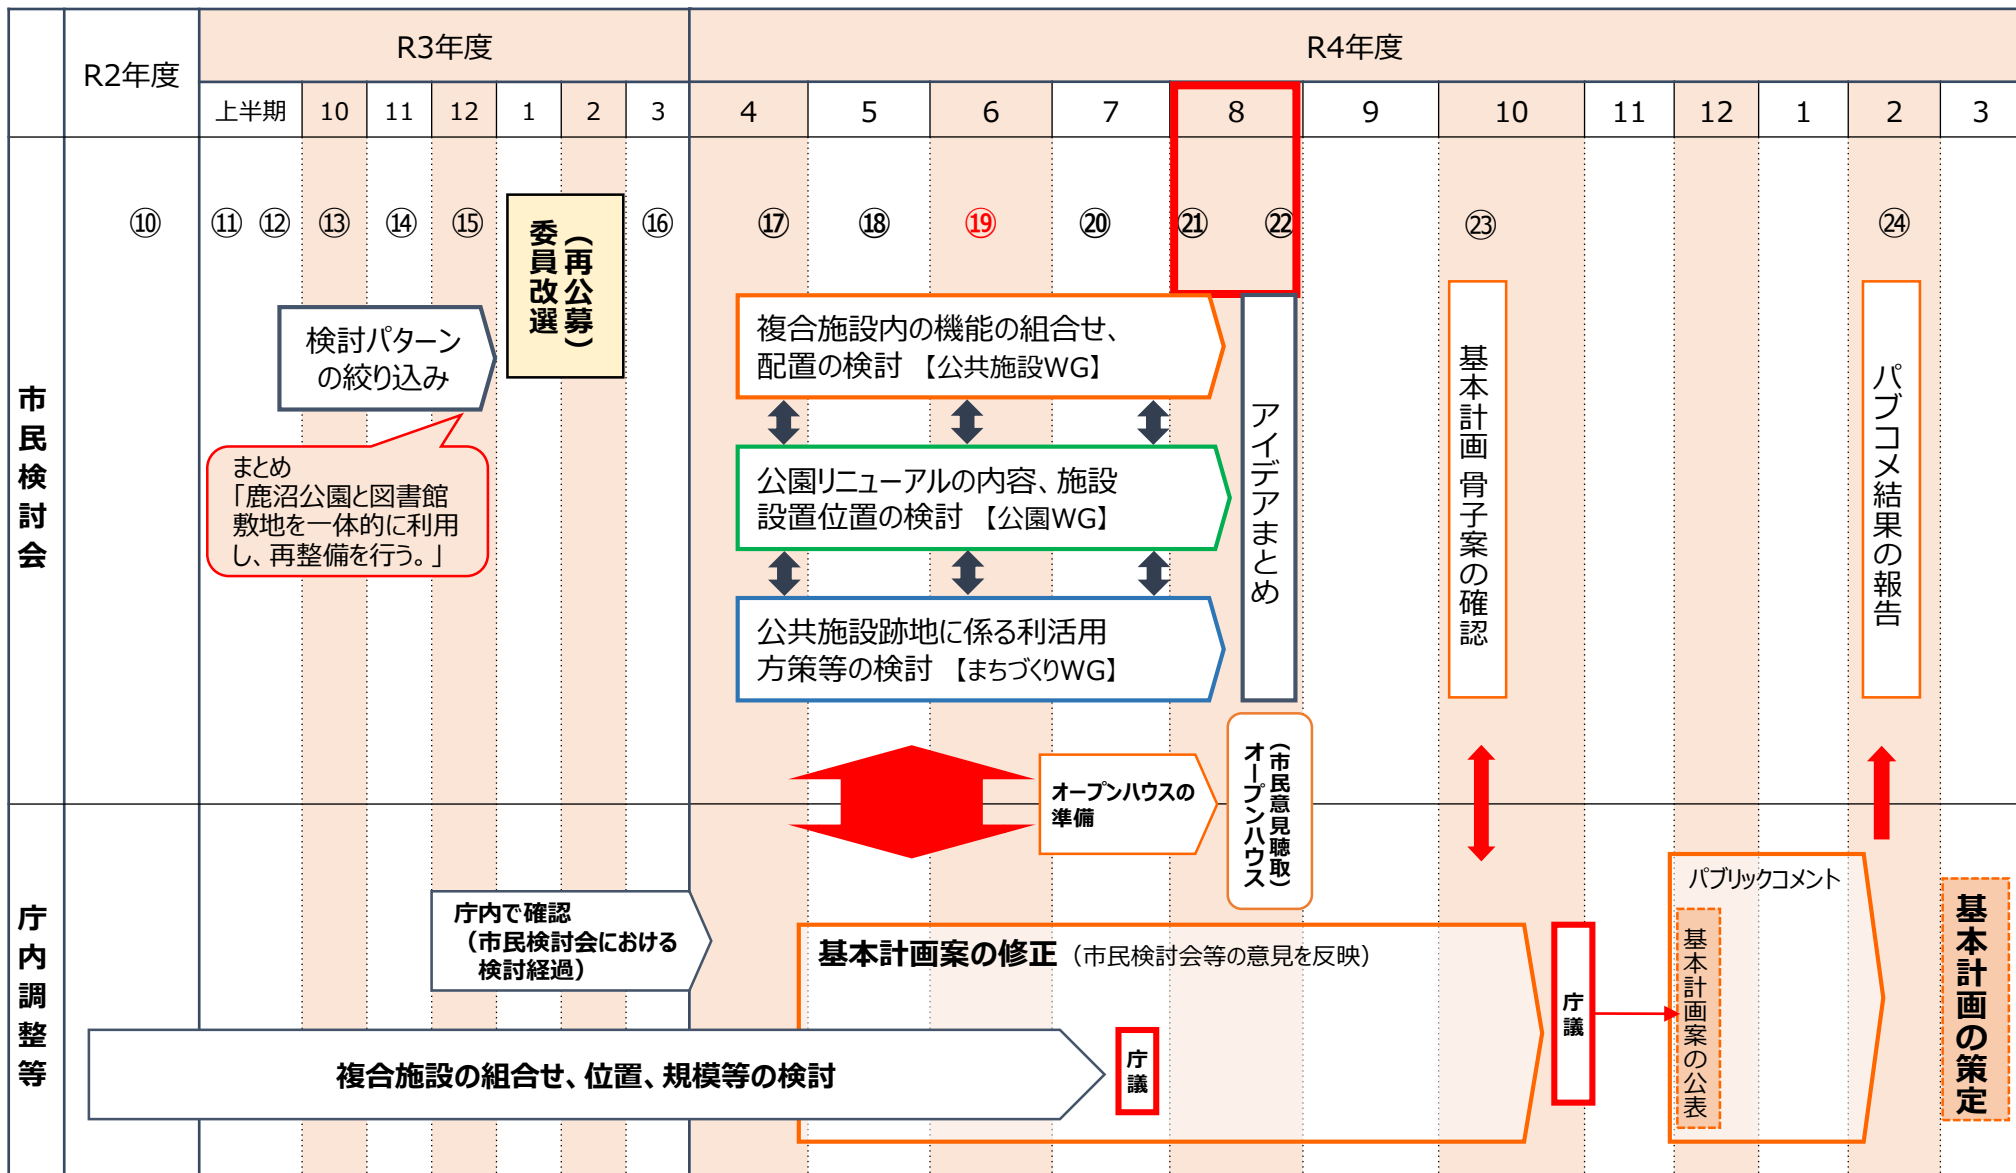 R2年度
R3年度
R4年度
上半期
10
11
12
1
2
3
4
5
6
7
8
9
10
11
12
1
2
3
市民検討会
⑩
⑪
⑫
⑬
⑭
⑮
委員改選
（再公募）
⑯
⑰
⑱
⑲
⑳
㉑
㉒
㉓
㉔
検討パターン
の絞り込み
まとめ
「鹿沼公園と図書館
敷地を一体的に利用
し、再整備を行う。」
複合施設内の機能の組合せ、
配置の検討 【公共施設WG】
公園リニューアルの内容、施設
設置位置の検討 【公園WG】
公共施設跡地に係る利活用
方策等の検討 【まちづくりWG】
アイデアまとめ
基本計画 骨子案の確認
パブコメ結果の報告
オープンハウスの
準備
オープンハウス
（市民意見聴取）
庁内調整等
庁内で確認
（市民検討会における
検討経過）
複合施設の組合せ、位置、規模等の検討
庁議
基本計画案の修正（市民検討会等の意見を反映）
庁議
パブリックコメント
基本計画案の公表
基本計画の策定